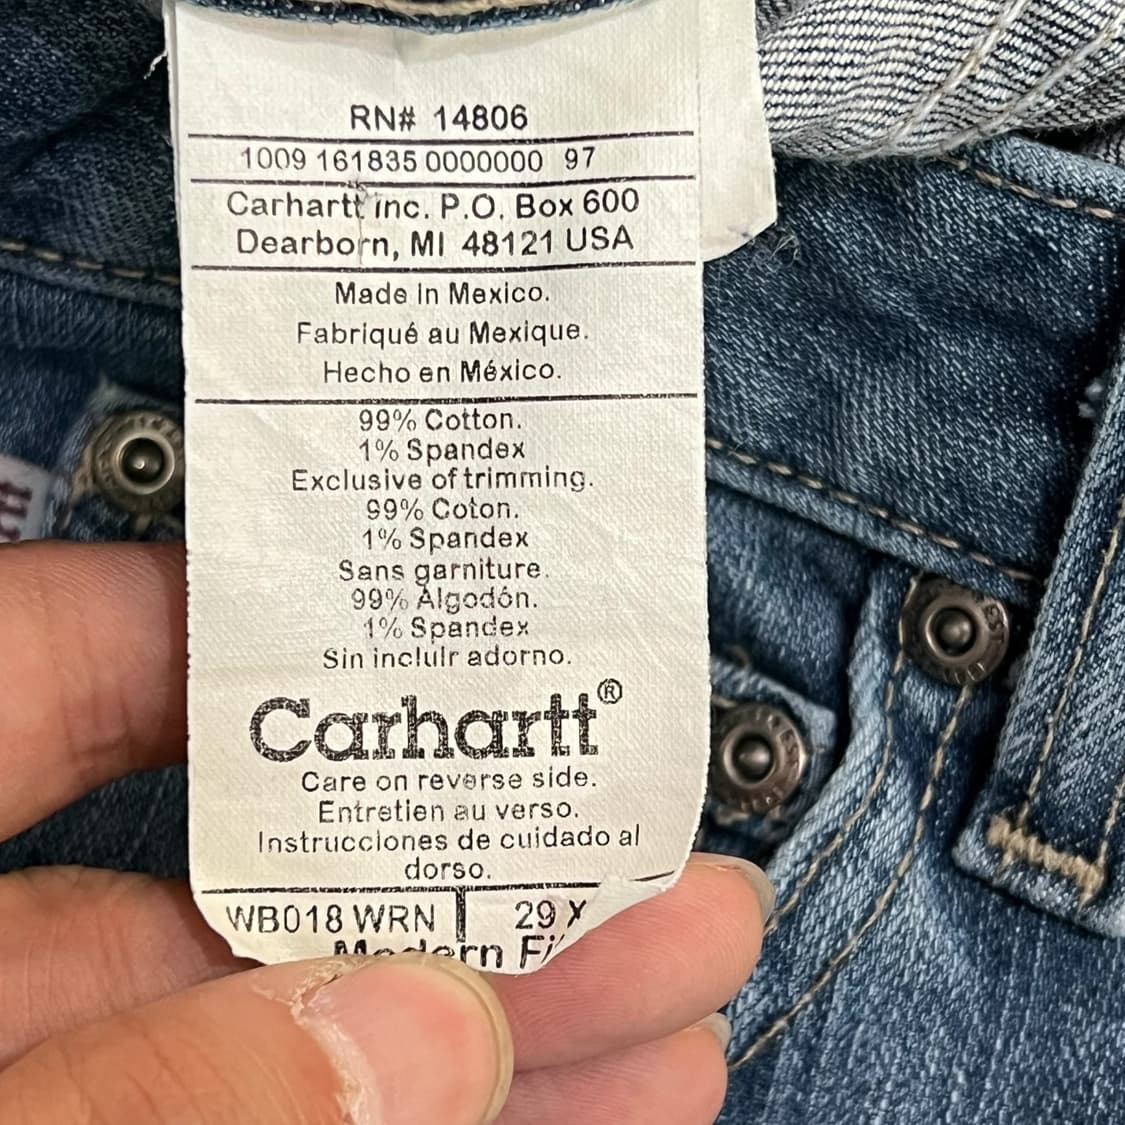 RN# 14806
1009 161835 0000000 97
Carhartt inc. P.O. Box 600
Dearborn, MI 48121 USA
Made In Mexico.
Fabriqué au Mexique.
Hecho en México.
99% Cotton.
1% Spandex
Exclusive of trimming.
99% Coton.
1% Spandex
Sans garniture.
99% Algodón.
1% Spandex
Sin incluir adorno.
Carhartt®
Care on reverse side.
Entretien au verso.
Instrucciones de cuidado al
dorso.
WB018 WRN | 29 X
Modern Fi